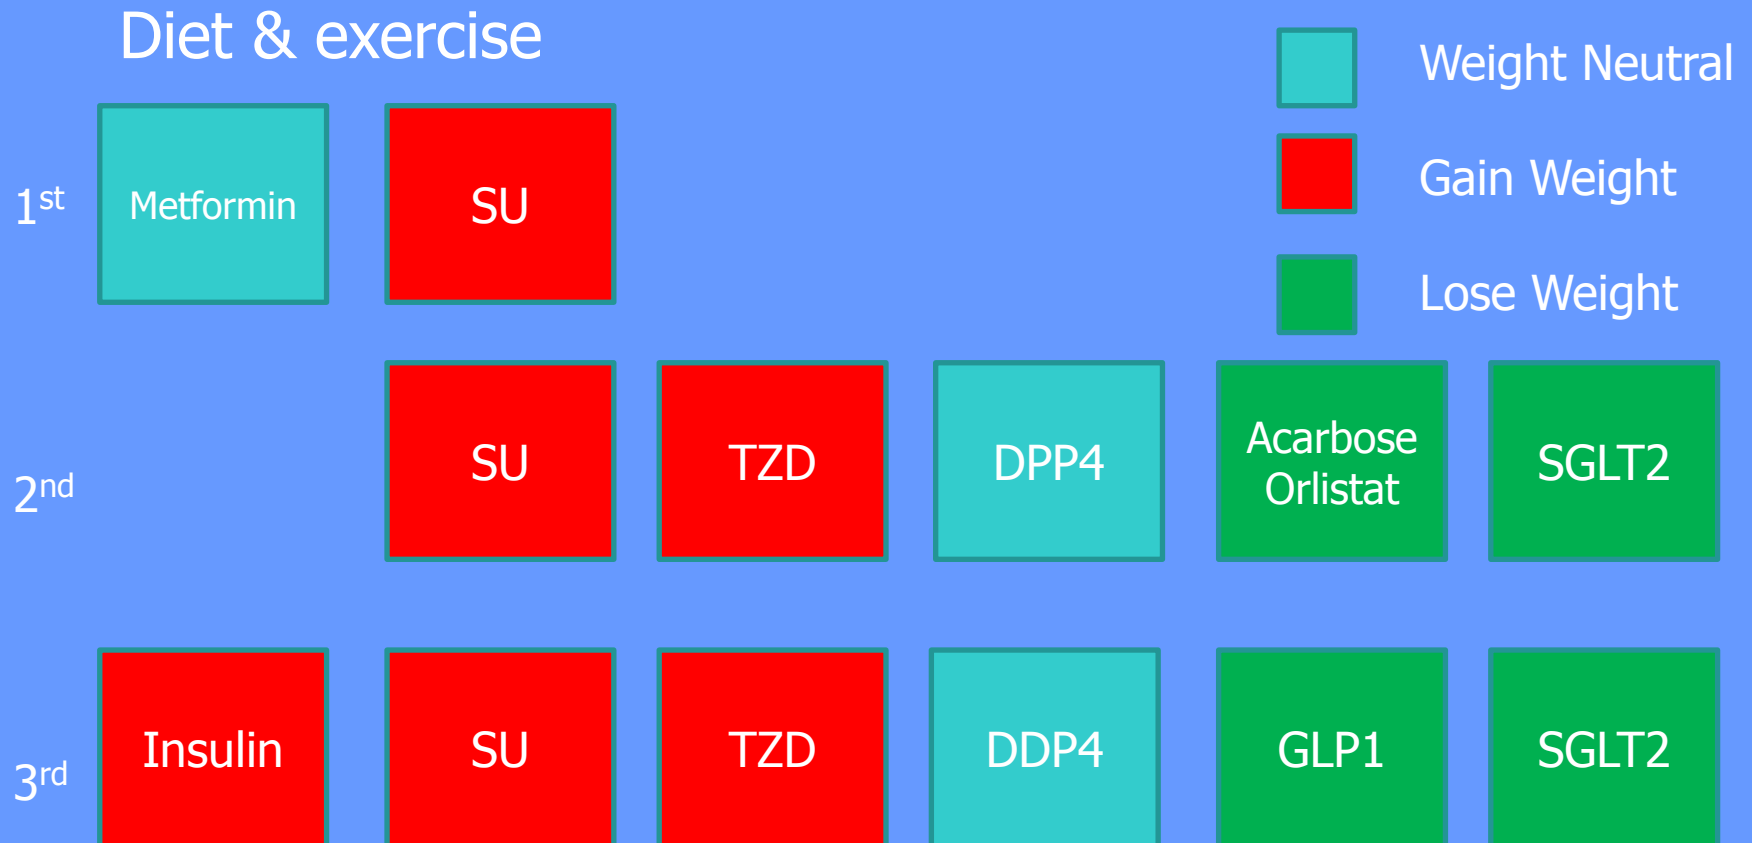 Diet & exercise
Weight Neutral
Gain Weight
Lose Weight
1st
Metformin
SU
2nd
SU
TZD
DPP4
Acarbose
Orlistat
SGLT2
3rd
Insulin
SU
TZD
DDP4
GLP1
SGLT2